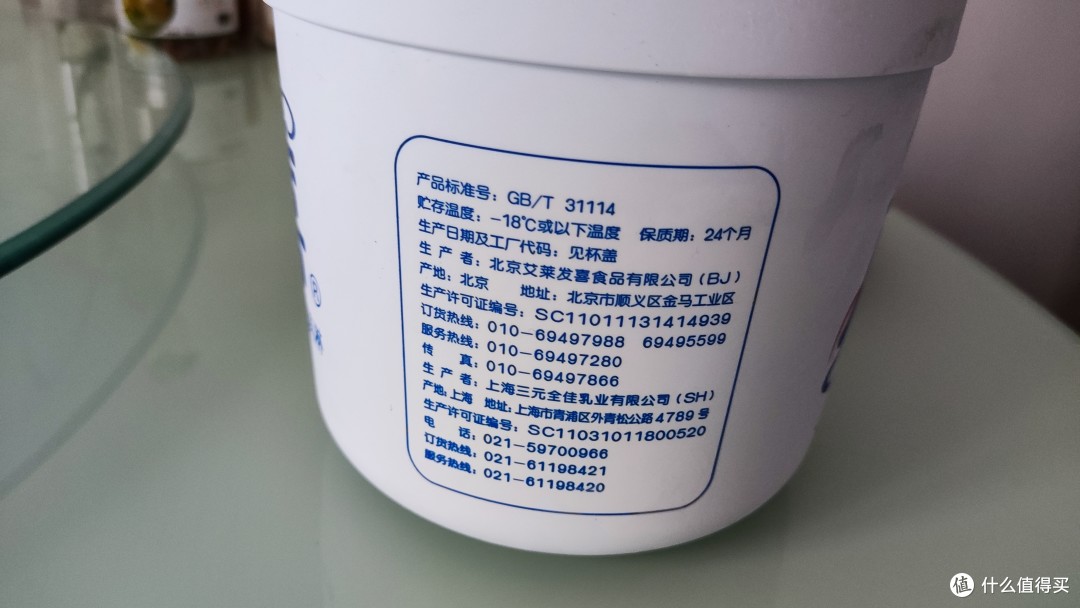 产品标准号：GB/T 31114
贮存温度：-18℃或以下温度 保质期：24个月
生产日期及工厂代码：见杯盖
生产者：北京艾莱发喜食品有限公司（BJ）
产地：北京 地址：北京市顺义区金马工业区
生产许可证编号：SC11011131414939
订货热线：010-69497988 69495599
服务热线：010-69497280
传真：010-69497866
生产者：上海三元全佳乳业有限公司（SH）
产地：上海 地址：上海市青浦区外青松公路4789号
生产许可证编号：SC11031011800520
电话：021-59700966
订货热线：021-61198421
服务热线：021-61198420
®
值 什么值得买